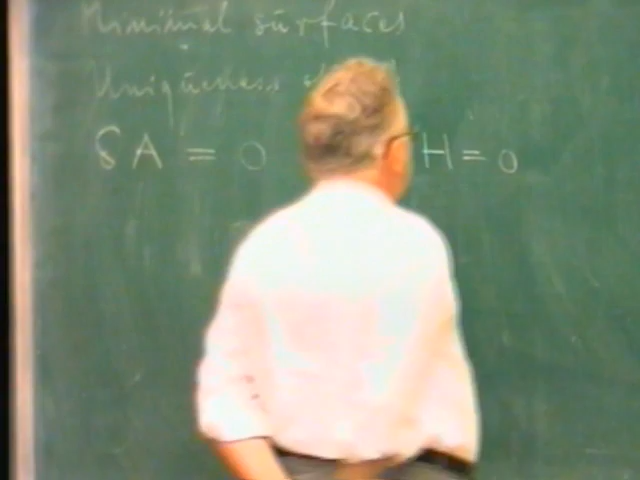 Minimal surfaces
Uniqueness
δA = 0 H = 0